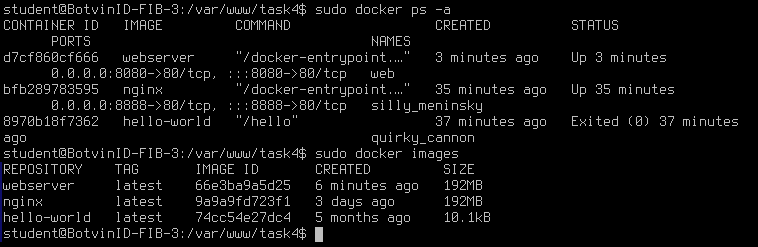 student@BotvinID-FIB-3:/var/www/task4$ sudo docker ps -a
CONTAINER ID   IMAGE         COMMAND                  CREATED          STATUS
         PORTS                                   NAMES
d7cf860cf666   webserver     "/docker-entrypoint.…"   3 minutes ago    Up 3 minutes
         0.0.0.0:8080->80/tcp, :::8080->80/tcp   web
bfb289783595   nginx         "/docker-entrypoint.…"   35 minutes ago   Up 35 minutes
         0.0.0.0:8888->80/tcp, :::8888->80/tcp   silly_meninsky
8970b18f7362   hello-world   "/hello"                 37 minutes ago   Exited (0) 37 minutes
ago                                              quirky_cannon
student@BotvinID-FIB-3:/var/www/task4$ sudo docker images
REPOSITORY    TAG       IMAGE ID       CREATED         SIZE
webserver     latest    66e3ba9a5d25   6 minutes ago   192MB
nginx         latest    9a9a9fd723f1   3 days ago      192MB
hello-world   latest    74cc54e27dc4   5 months ago    10.1kB
student@BotvinID-FIB-3:/var/www/task4$